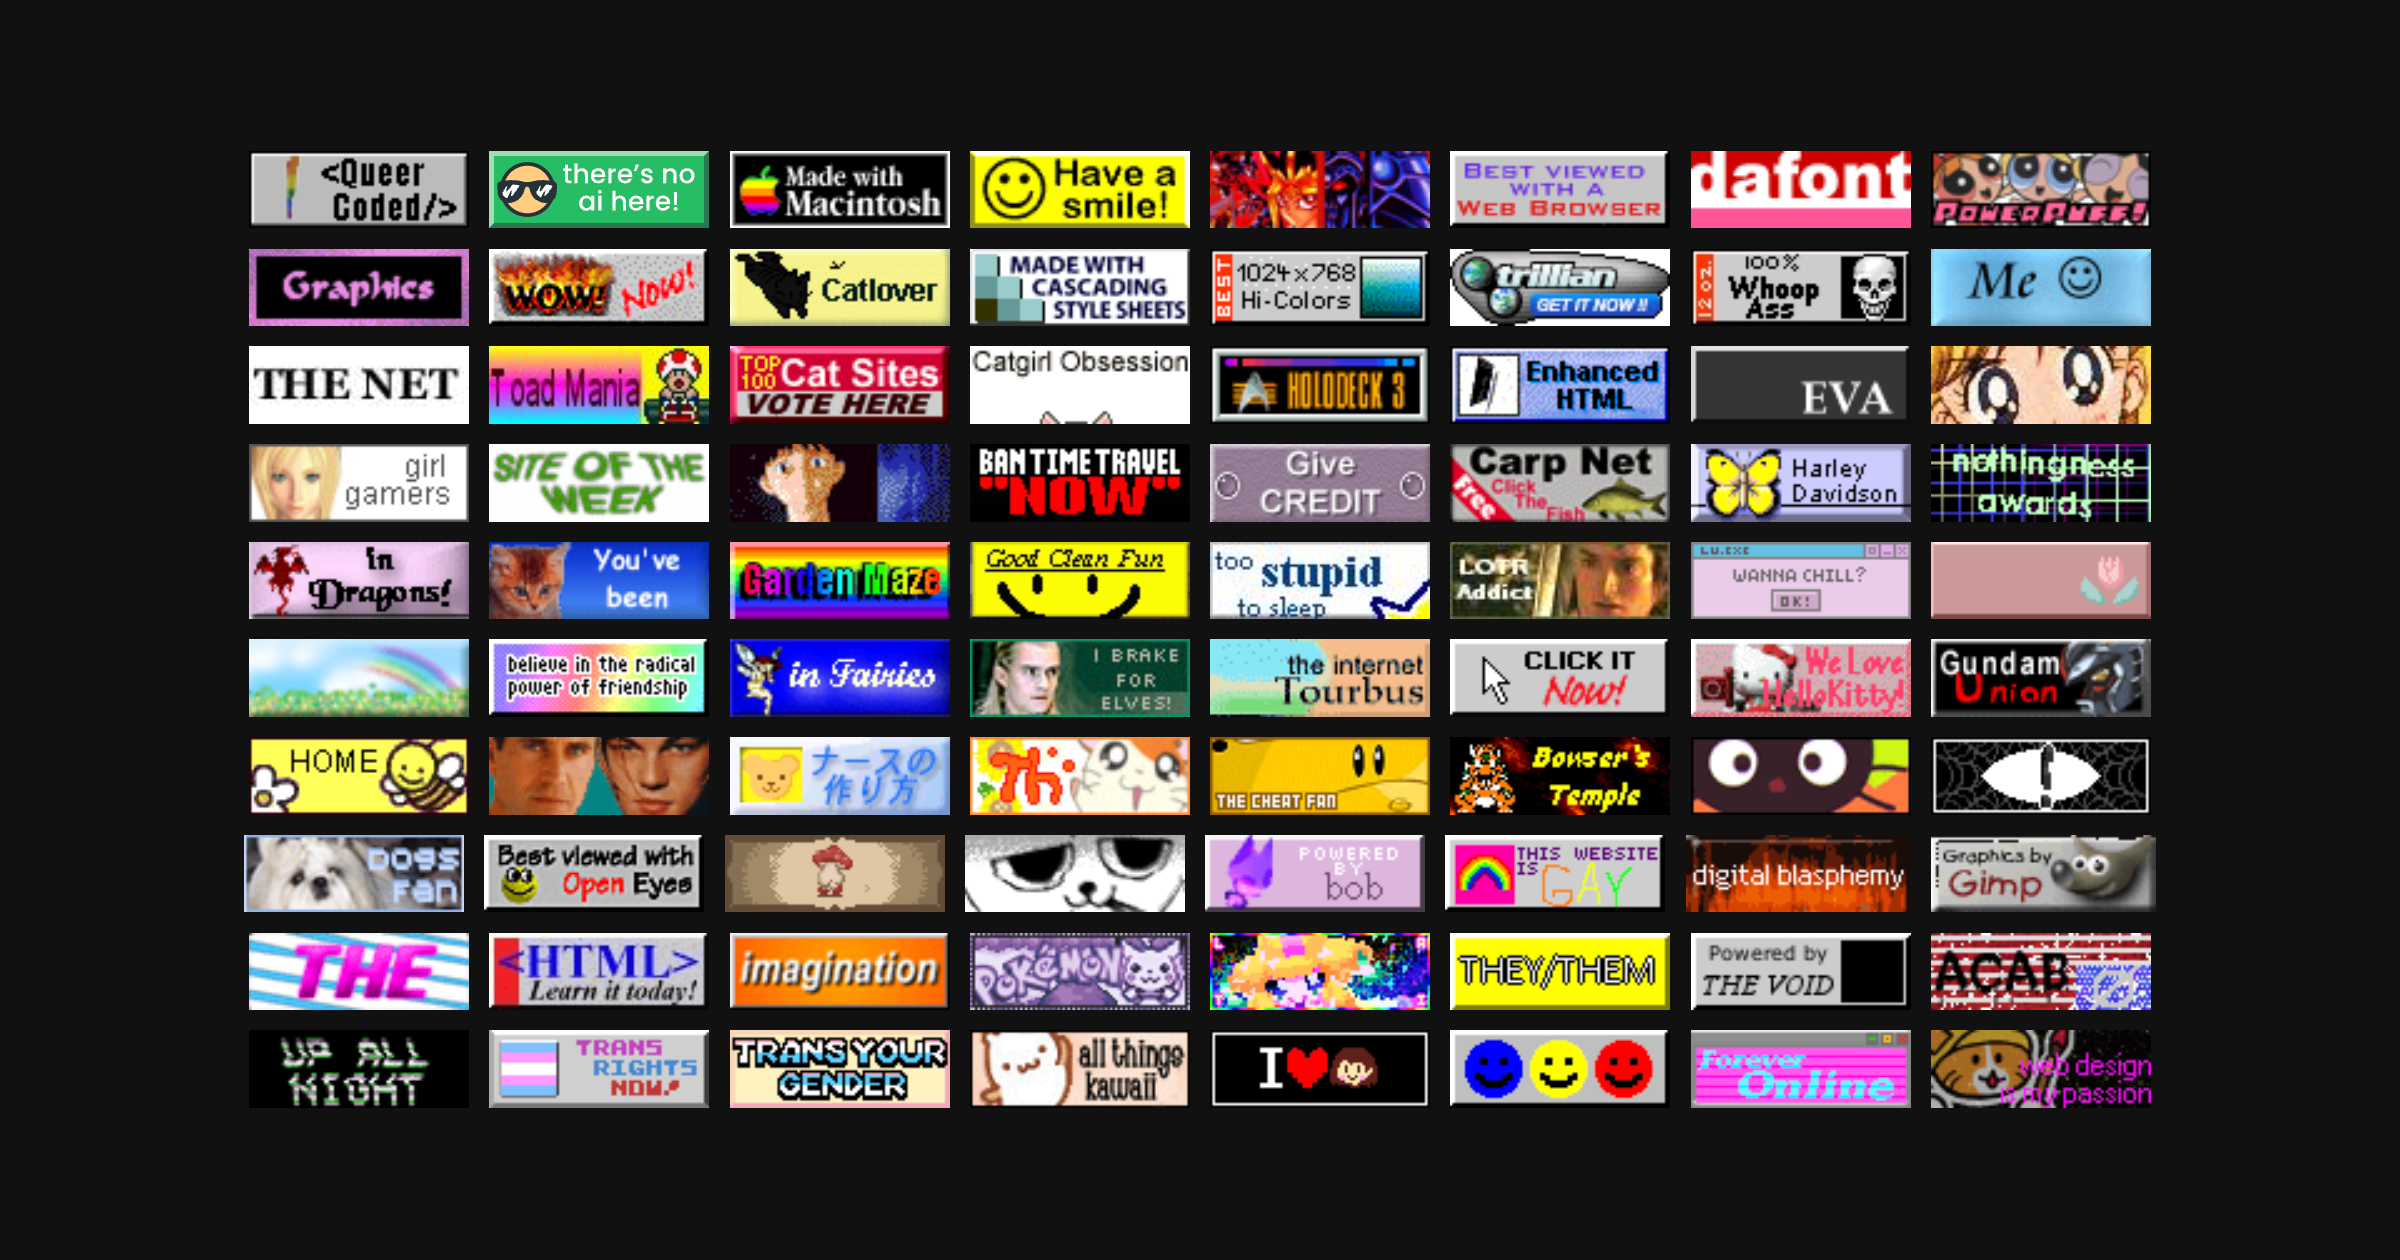 <Queer
Coded/>
there's no
ai here!
Made with
Macintosh
Have a
smile!
BEST VIEWED
WITH A
WEB BROWSER
dafont
POWERPUFF!
Graphics
WOW!
Now!
Catlover
MADE WITH
CASCADING
STYLE SHEETS
BEST
1024x768
Hi-Colors
trillian
GET IT NOW !!
12 OZ.
100%
Whoop
Ass
Me ☺
THE NET
Toad Mania
TOP
100
Cat Sites
VOTE HERE
Catgirl Obsession
HOLODECK 3
Enhanced
HTML
EVA
girl
gamers
SITE OF THE
WEEK
BAN TIME TRAVEL
"NOW"
Give
CREDIT
Carp Net
Free
Click
The
Fish
Harley
Davidson
nothingness
awards
in
Dragons!
You've
been
Garden Maze
Good Clean Fun
too
stupid
to sleep
LOTR
Addict
LU.EXE
WANNA CHILL?
OK!
believe in the radical
power of friendship
in Fairies
I BRAKE
FOR
ELVES!
the internet
Tourbus
CLICK IT
Now!
We Love
HelloKitty!
Gundam
Union
HOME
ナースの
作り方
THE CHEAT FAN
Bowser's
Temple
DOGS
FAN
Best viewed with
Open Eyes
POWERED
BY
bob
THIS WEBSITE
IS
GAY
digital blasphemy
Graphics by
Gimp
THE
<HTML>
Learn it today!
imagination
POKéMON
THEY/THEM
Powered by
THE VOID
ACAB
UP ALL
NIGHT
TRANS
RIGHTS
NOW!
TRANS YOUR
GENDER
all things
kawaii
I
Forever
Online
web design
is my passion